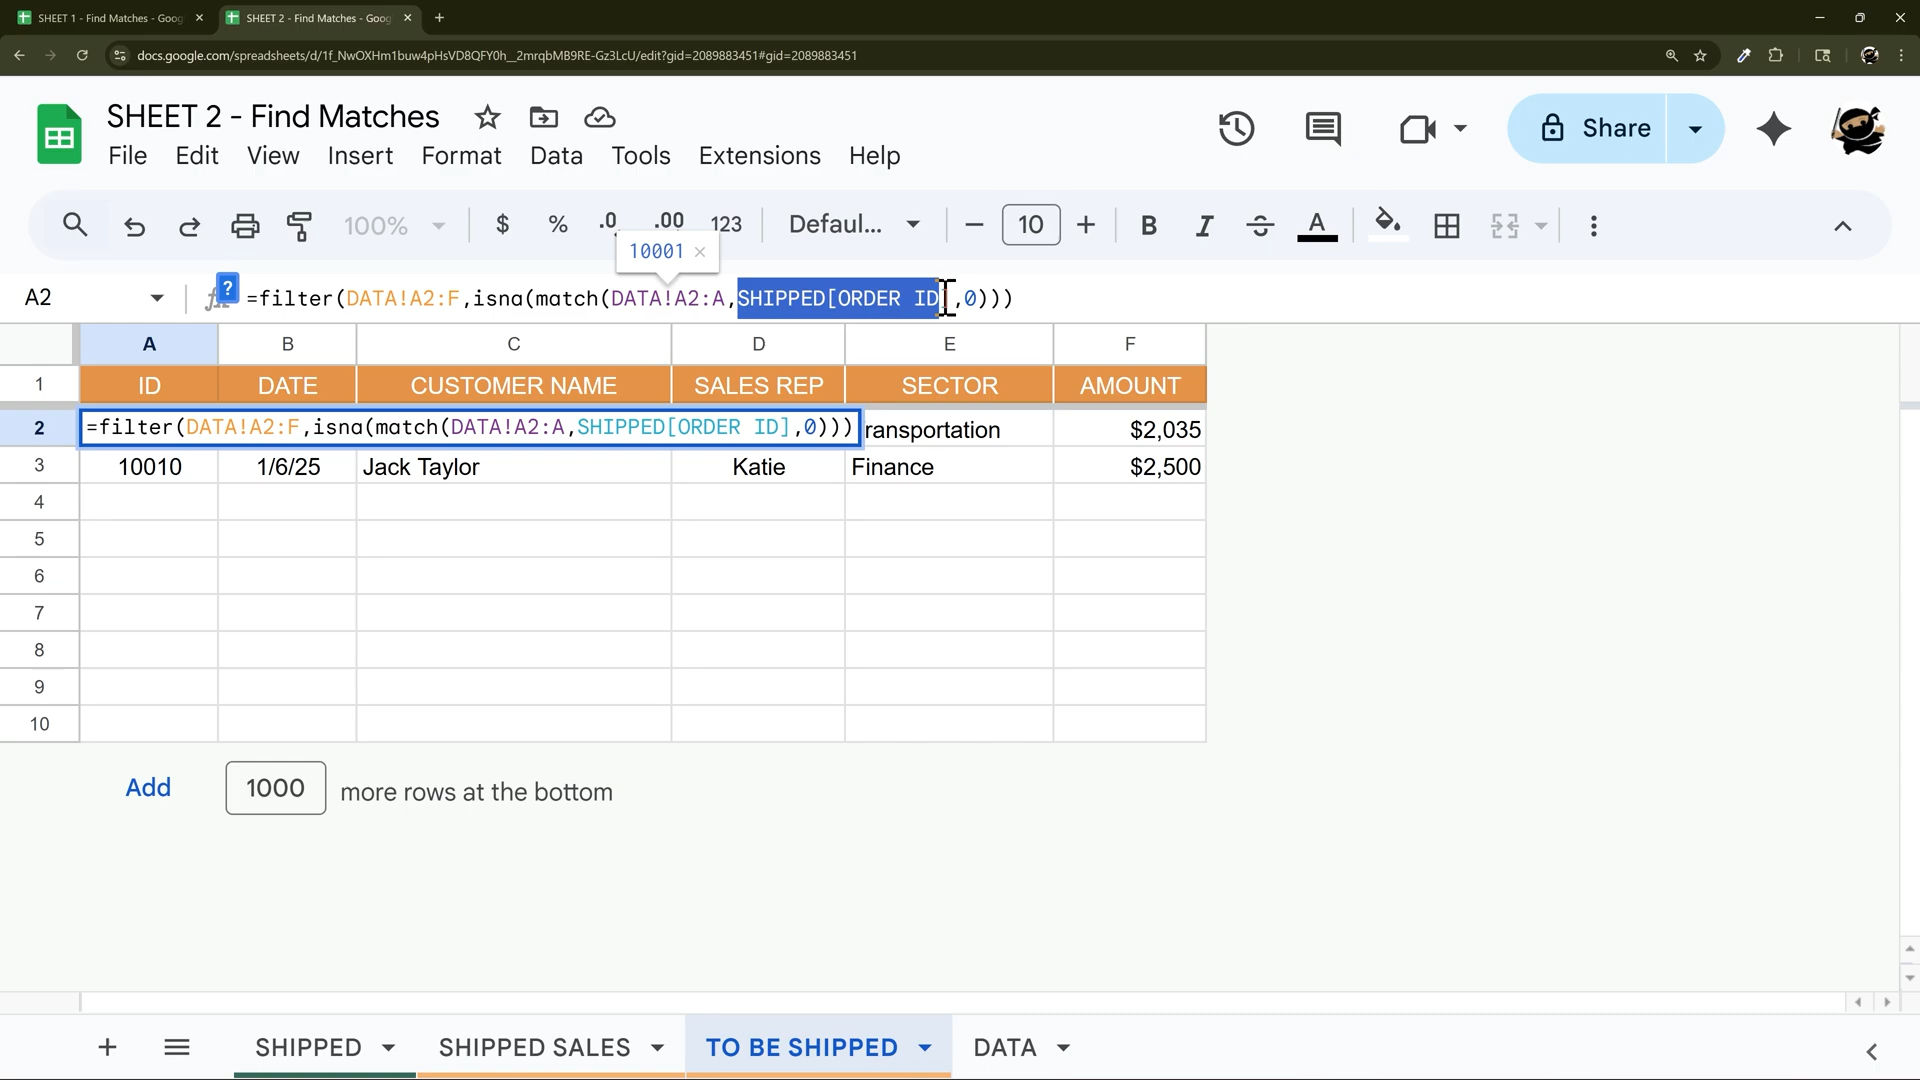 SHEET 1 - Find Matches - Goog
SHEET 2 - Find Matches - Goog
docs.google.com/spreadsheets/d/1f_NwOXHm1buw4pHsVD8QFY0h__2mrqbMB9RE-Gz3LcU/edit?gid=2089883451#gid=2089883451
SHEET 2 - Find Matches
File Edit View Insert Format Data Tools Extensions Help
Share
100% $ % .0 .00 123 Defaul... 10 B I S A
10001
A2
? fx =filter(DATA!A2:F,isna(match(DATA!A2:A,SHIPPED[ORDER ID],0)))
A B C D E F
1 ID DATE CUSTOMER NAME SALES REP SECTOR AMOUNT
2 =filter(DATA!A2:F,isna(match(DATA!A2:A,SHIPPED[ORDER ID],0))) ransportation $2,035
3 10010 1/6/25 Jack Taylor Katie Finance $2,500
4
5
6
7
8
9
10
Add 1000 more rows at the bottom
SHIPPED SHIPPED SALES TO BE SHIPPED DATA